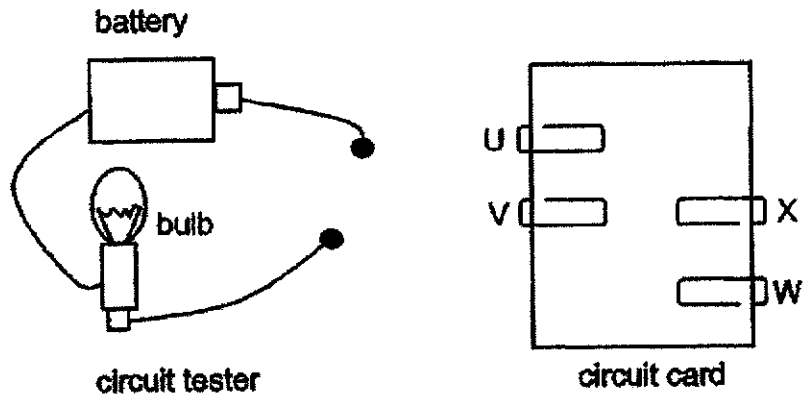 battery
bulb
circuit tester
U
V
X
W
circuit card